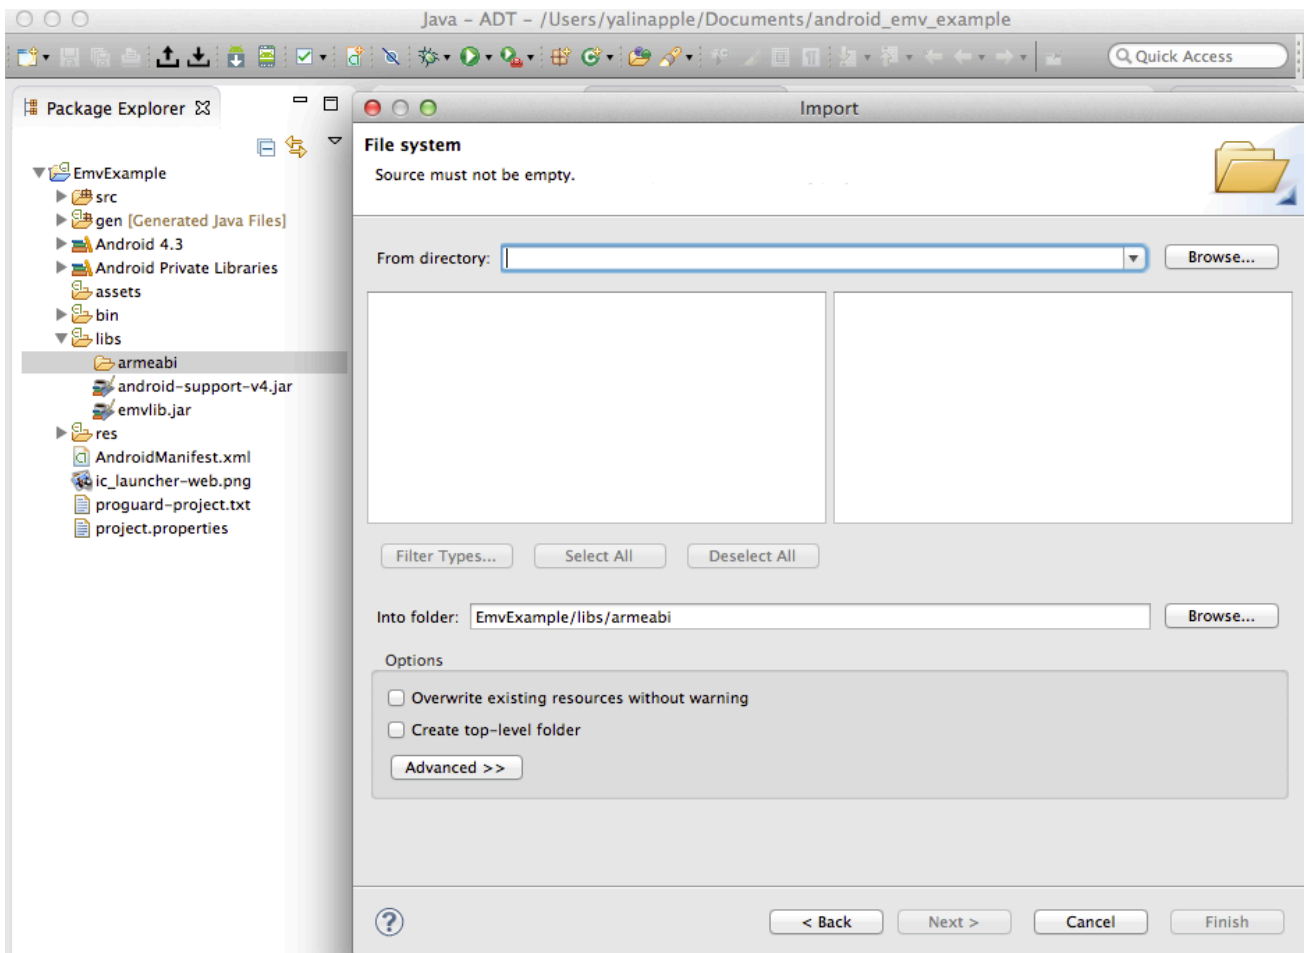 Java – ADT – /Users/yalinapple/Documents/android_emv_example
Quick Access
Package Explorer
EmvExample
src
gen [Generated Java Files]
Android 4.3
Android Private Libraries
assets
bin
libs
armeabi
android-support-v4.jar
emvlib.jar
res
AndroidManifest.xml
ic_launcher-web.png
proguard-project.txt
project.properties
Import
File system
Source must not be empty.
From directory:
Browse...
Filter Types...
Select All
Deselect All
Into folder: EmvExample/libs/armeabi
Browse...
Options
Overwrite existing resources without warning
Create top-level folder
Advanced >>
< Back
Next >
Cancel
Finish